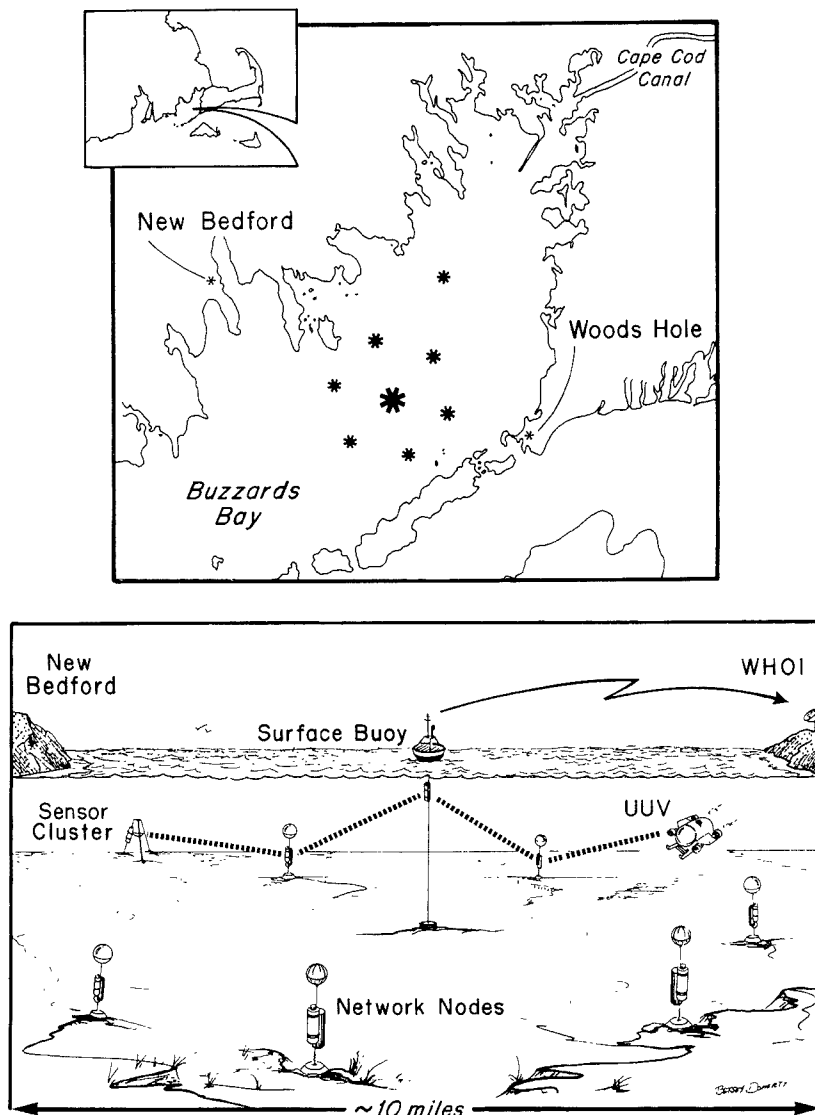 Cape Cod
Canal
New Bedford
Woods Hole
Buzzards
Bay
New
Bedford
WHOI
Surface Buoy
Sensor
Cluster
UUV
Network Nodes
~10 miles